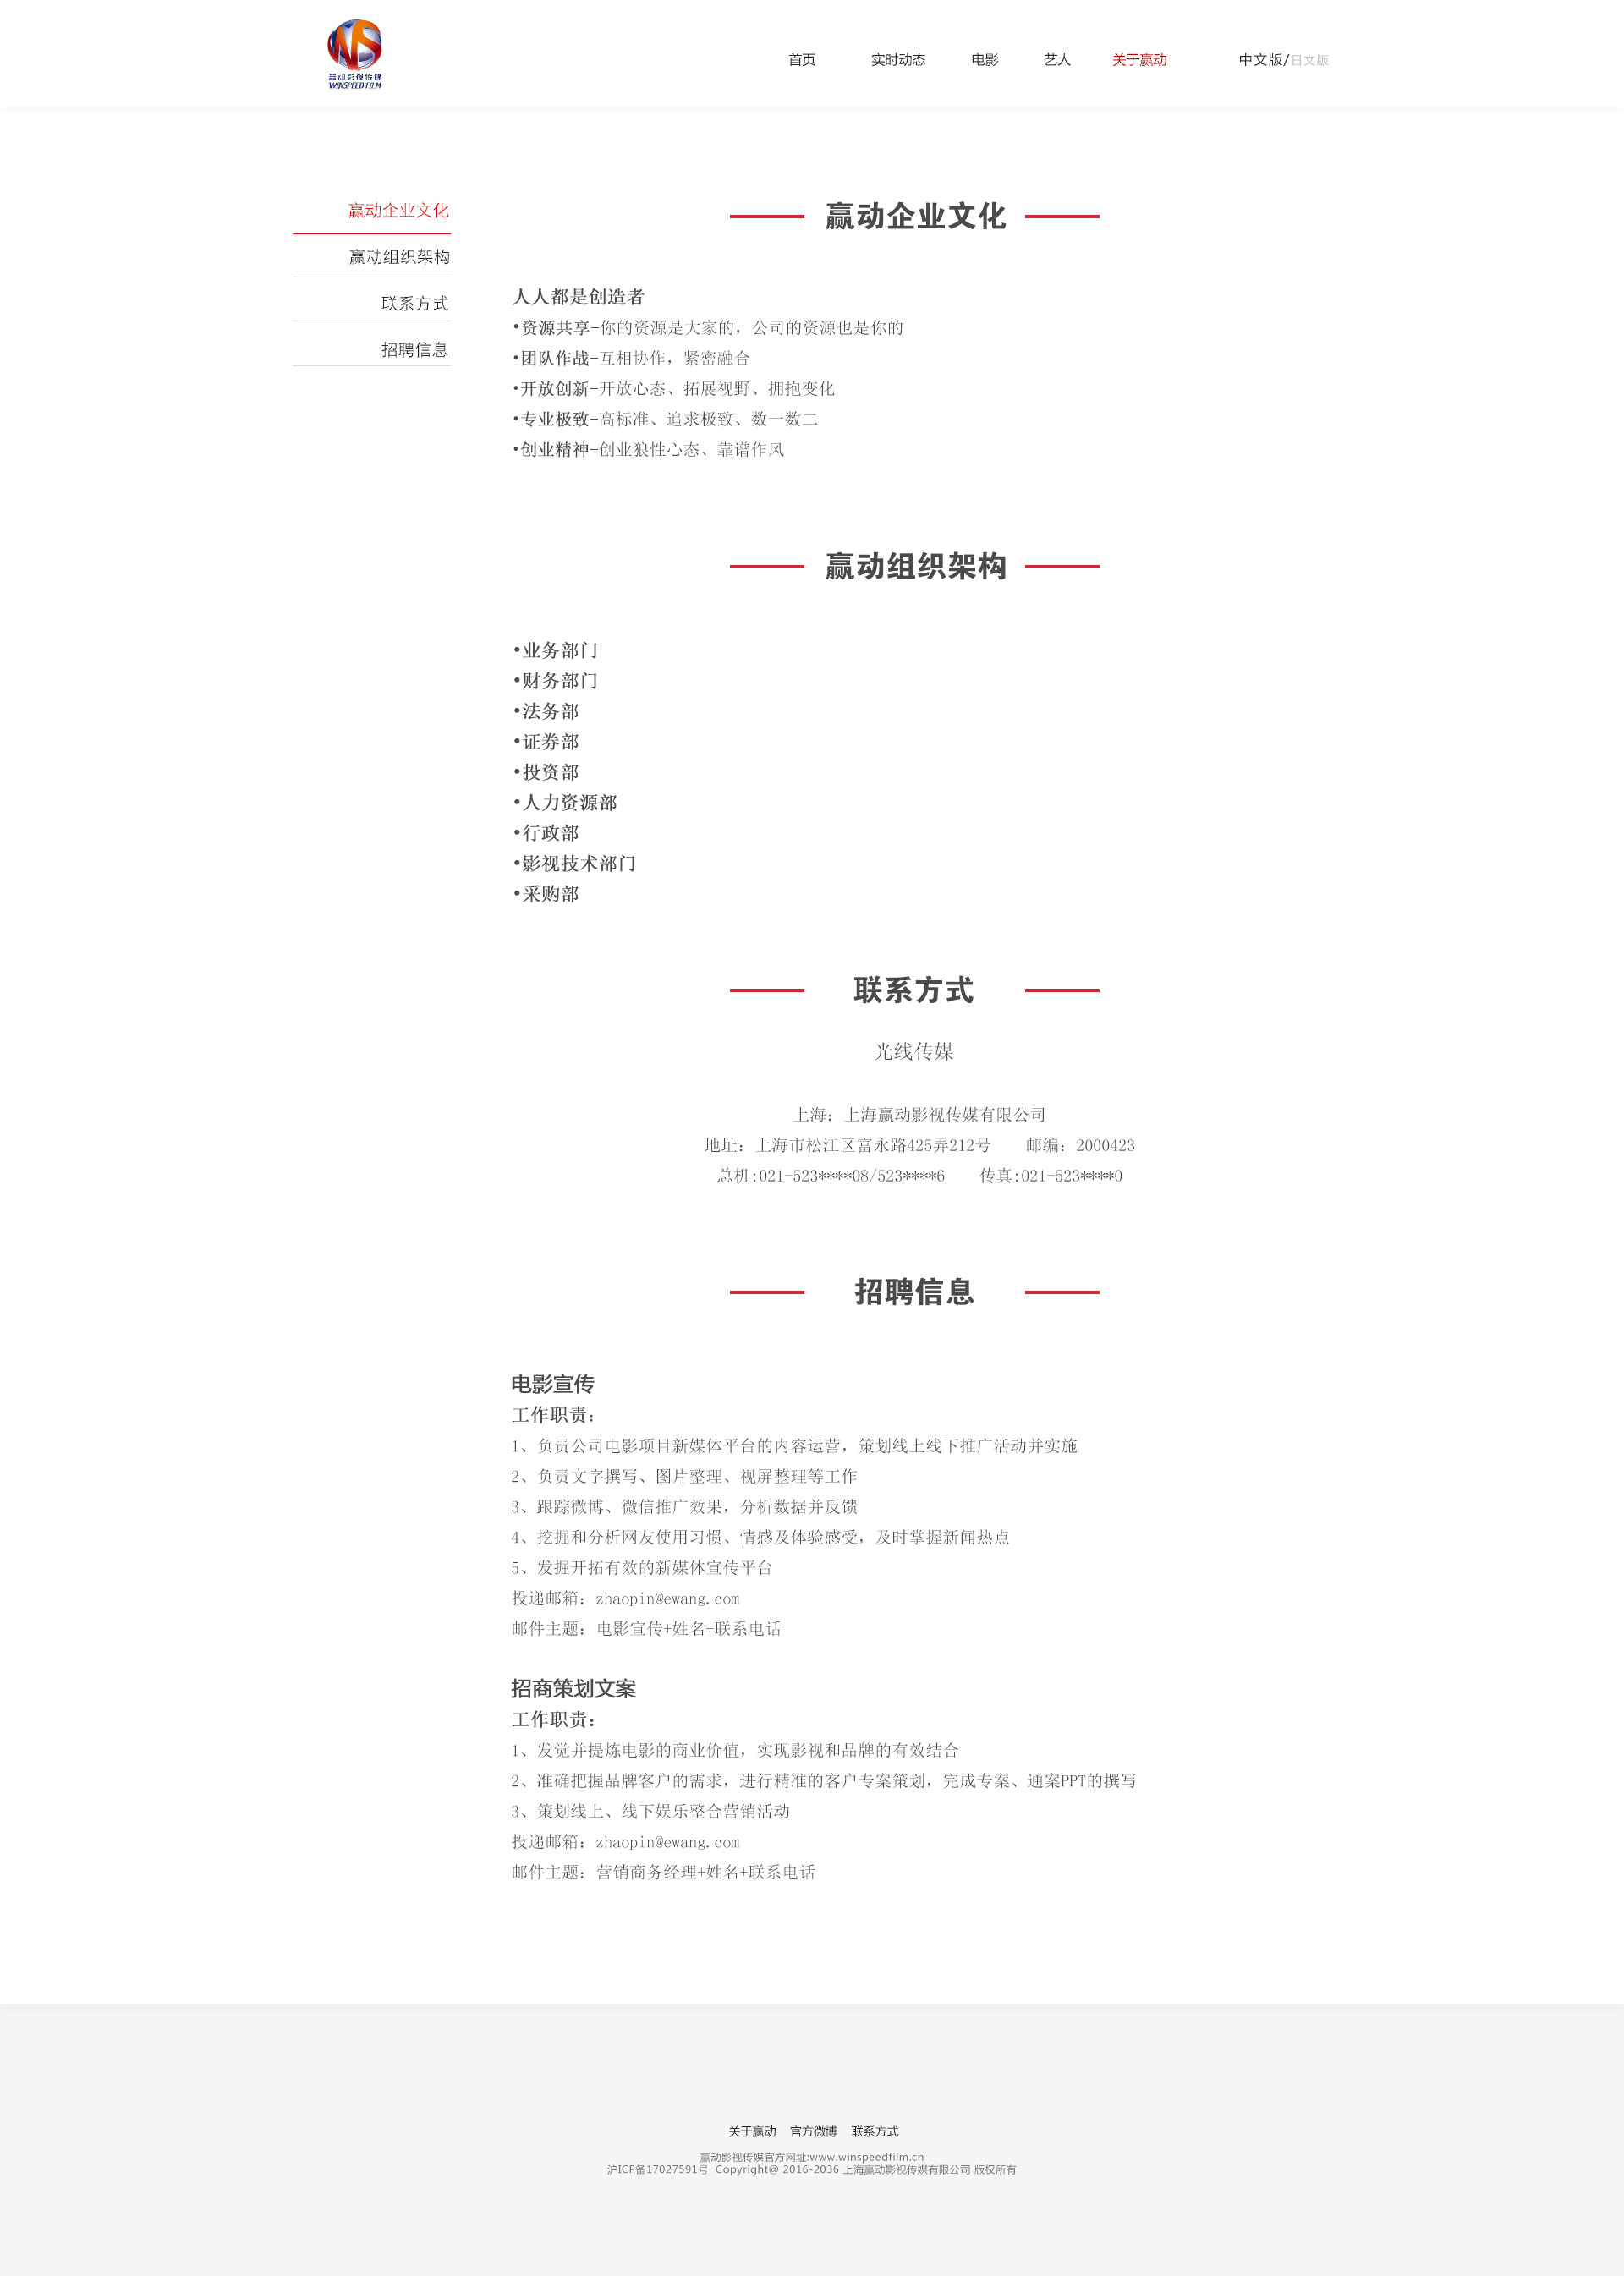 赢动影视传媒
WINSPEED FILM
首页 实时动态 电影 艺人 关于赢动 中文版/日文版
赢动企业文化
赢动组织架构
联系方式
招聘信息
赢动企业文化
人人都是创造者
•资源共享-你的资源是大家的，公司的资源也是你的
•团队作战-互相协作，紧密融合
•开放创新-开放心态、拓展视野、拥抱变化
•专业极致-高标准、追求极致、数一数二
•创业精神-创业狼性心态、靠谱作风
赢动组织架构
•业务部门
•财务部门
•法务部
•证券部
•投资部
•人力资源部
•行政部
•影视技术部门
•采购部
联系方式
光线传媒
上海：上海赢动影视传媒有限公司
地址：上海市松江区富永路425弄212号 邮编：2000423
总机:021-523****08/523****6 传真:021-523****0
招聘信息
电影宣传
工作职责：
1、负责公司电影项目新媒体平台的内容运营，策划线上线下推广活动并实施
2、负责文字撰写、图片整理、视屏整理等工作
3、跟踪微博、微信推广效果，分析数据并反馈
4、挖掘和分析网友使用习惯、情感及体验感受，及时掌握新闻热点
5、发掘开拓有效的新媒体宣传平台
投递邮箱：zhaopin@ewang.com
邮件主题：电影宣传+姓名+联系电话
招商策划文案
工作职责：
1、发觉并提炼电影的商业价值，实现影视和品牌的有效结合
2、准确把握品牌客户的需求，进行精准的客户专案策划，完成专案、通案PPT的撰写
3、策划线上、线下娱乐整合营销活动
投递邮箱：zhaopin@ewang.com
邮件主题：营销商务经理+姓名+联系电话
关于赢动 官方微博 联系方式
赢动影视传媒官方网址:www.winspeedfilm.cn
沪ICP备17027591号 Copyright@ 2016-2036 上海赢动影视传媒有限公司 版权所有